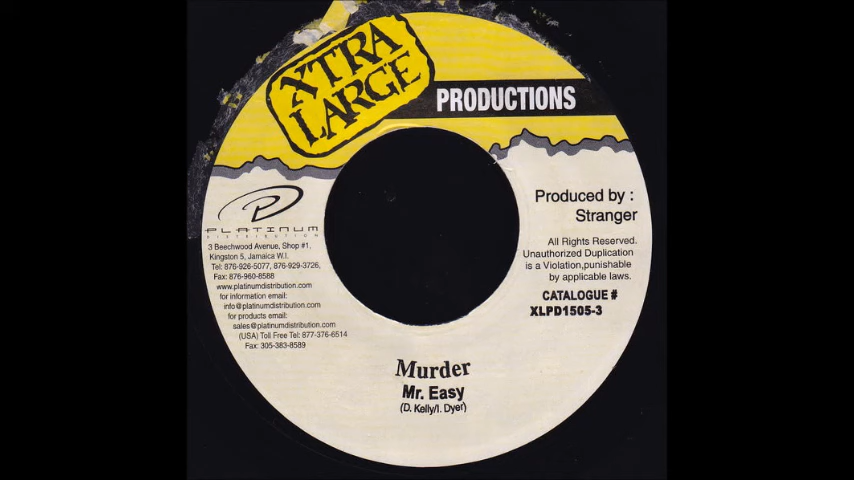 XTRA
LARGE
PRODUCTIONS
Produced by :
Stranger
All Rights Reserved.
Unauthorized Duplication
is a Violation,punishable
by applicable laws.
CATALOGUE #
XLPD1505-3
PLATINUM
DISTRIBUTION
3 Beechwood Avenue, Shop #1,
Kingston 5, Jamaica W.I.
Tel: 876-926-5077, 876-929-3726,
Fax: 876-960-8588
www.platinumdistribution.com
for information email:
info@platinumdistribution.com
for products email:
sales@platinumdistribution.com
(USA) Toll Free Tel: 877-376-6514
Fax: 305-383-8589
Murder
Mr. Easy
(D. Kelly/I. Dyer)